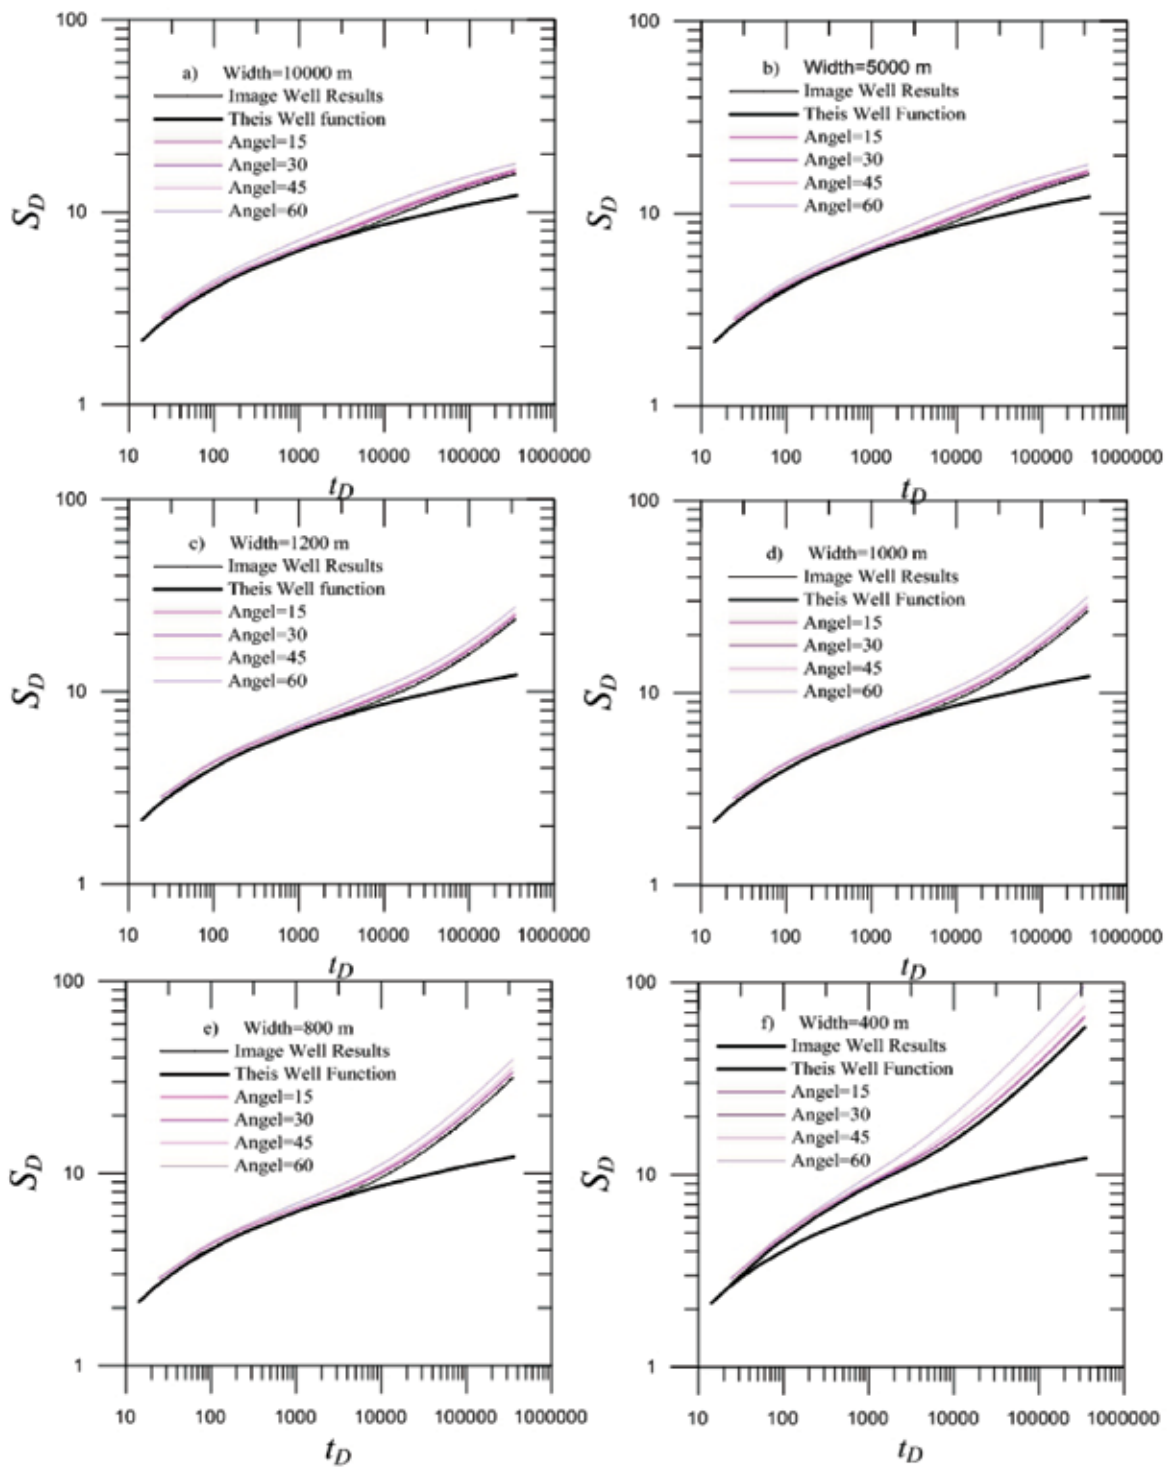 100
a) Width=10000 m
Image Well Results
Theis Well function
Angel=15
Angel=30
Angel=45
Angel=60
S_D
10
1
10 100 1000 10000 100000 1000000
t_D
100
b) Width=5000 m
Image Well Results
Theis Well Function
Angel=15
Angel=30
Angel=45
Angel=60
S_D
10
1
10 100 1000 10000 100000 1000000
t_D
100
c) Width=1200 m
Image Well Results
Theis Well function
Angel=15
Angel=30
Angel=45
Angel=60
S_D
10
1
10 100 1000 10000 100000 1000000
t_D
100
d) Width=1000 m
Image Well Results
Theis Well Function
Angel=15
Angel=30
Angel=45
Angel=60
S_D
10
1
10 100 1000 10000 100000 1000000
t_D
100
e) Width=800 m
Image Well Results
Theis Well Function
Angel=15
Angel=30
Angel=45
Angel=60
S_D
10
1
10 100 1000 10000 100000 1000000
t_D
100
f) Width=400 m
Image Well Results
Theis Well Function
Angel=15
Angel=30
Angel=45
Angel=60
S_D
10
1
10 100 1000 10000 100000 1000000
t_D